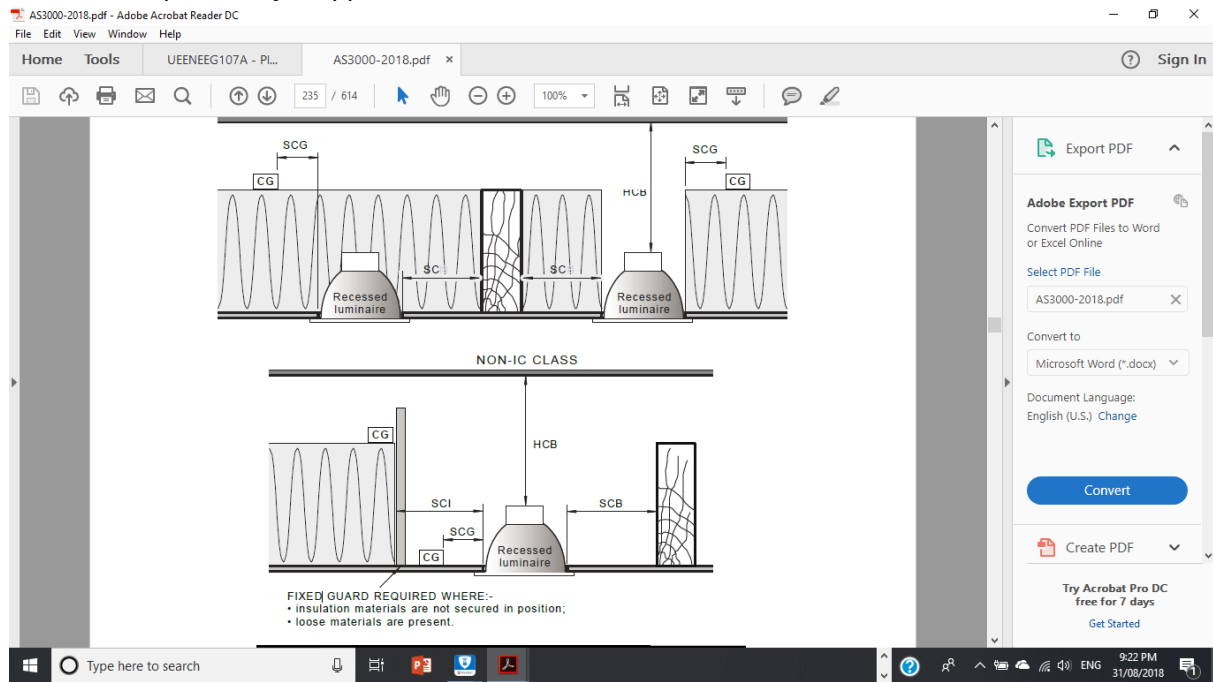 AS3000-2018.pdf - Adobe Acrobat Reader DC
File Edit View Window Help
Home Tools UEENEEG107A - Pl... AS3000-2018.pdf × Sign In
235 / 614 100%
SCG SCG
CG HCB CG
SC SC
Recessed luminaire
Recessed luminaire
NON-IC CLASS
CG
HCB
SCI SCB
SCG
CG
Recessed luminaire
FIXED GUARD REQUIRED WHERE:-
• insulation materials are not secured in position;
• loose materials are present.
Export PDF
Adobe Export PDF
Convert PDF Files to Word
or Excel Online
Select PDF File
AS3000-2018.pdf
Convert to
Microsoft Word (*.docx)
Document Language:
English (U.S.) Change
Convert
Create PDF
Try Acrobat Pro DC
free for 7 days
Get Started
Type here to search
ENG
9:22 PM
31/08/2018